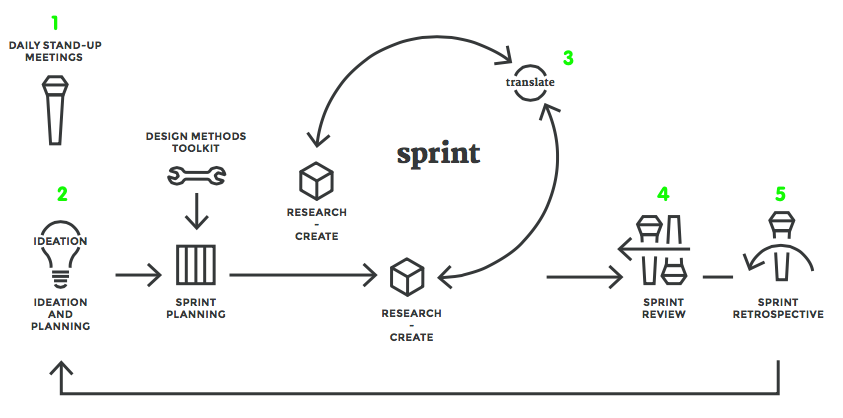 1
DAILY STAND-UP
MEETINGS
3
translate
DESIGN METHODS
TOOLKIT
sprint
2
IDEATION
RESEARCH
-
CREATE
4
5
IDEATION
AND
PLANNING
SPRINT
PLANNING
RESEARCH
-
CREATE
SPRINT
REVIEW
SPRINT
RETROSPECTIVE